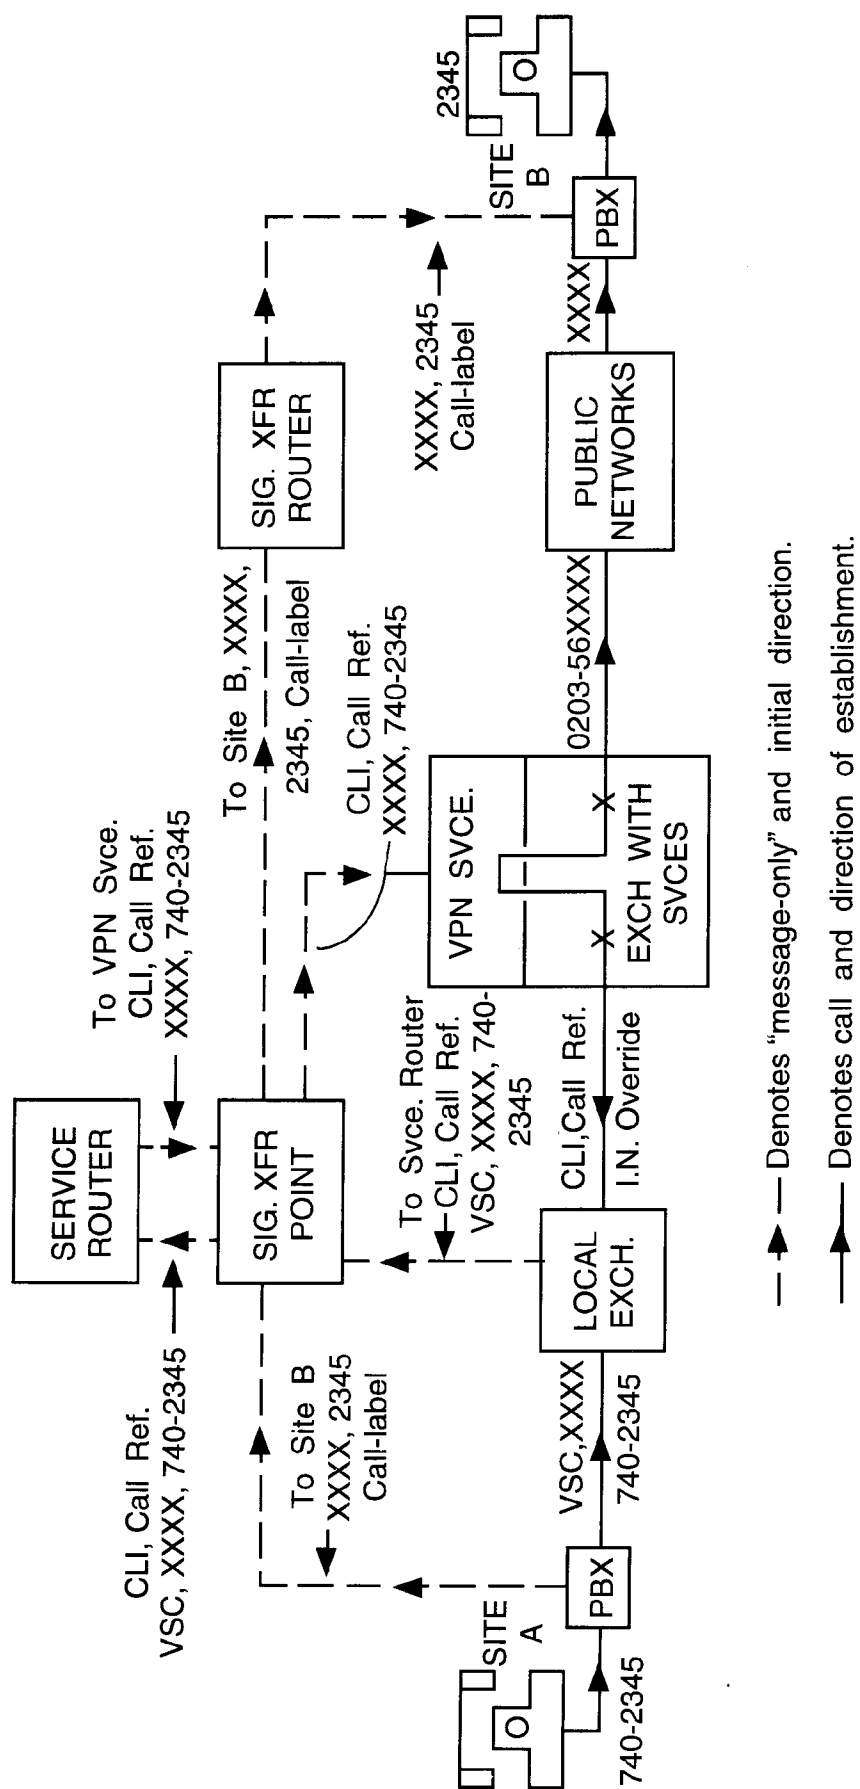 SERVICE
ROUTER
CLI, Call Ref.
VSC, XXXX, 740-2345
To VPN Svce.
CLI, Call Ref.
XXXX, 740-2345
SIG. XFR
POINT
To Site B, XXXX,
2345, Call-label
SIG. XFR
ROUTER
To Site B
XXXX, 2345
Call-label
To Svce. Router
CLI, Call Ref.
VSC, XXXX, 740-
2345
CLI, Call Ref.
XXXX, 740-2345
XXXX, 2345
Call-label
SITE
A
O
740-2345
PBX
VSC,XXXX
740-2345
LOCAL
EXCH.
CLI,Call Ref.
I.N. Override
VPN SVCE.
X
X
EXCH WITH
SVCES
0203-56XXXX
PUBLIC
NETWORKS
XXXX
PBX
SITE
B
2345
O
Denotes "message-only" and initial direction.
Denotes call and direction of establishment.